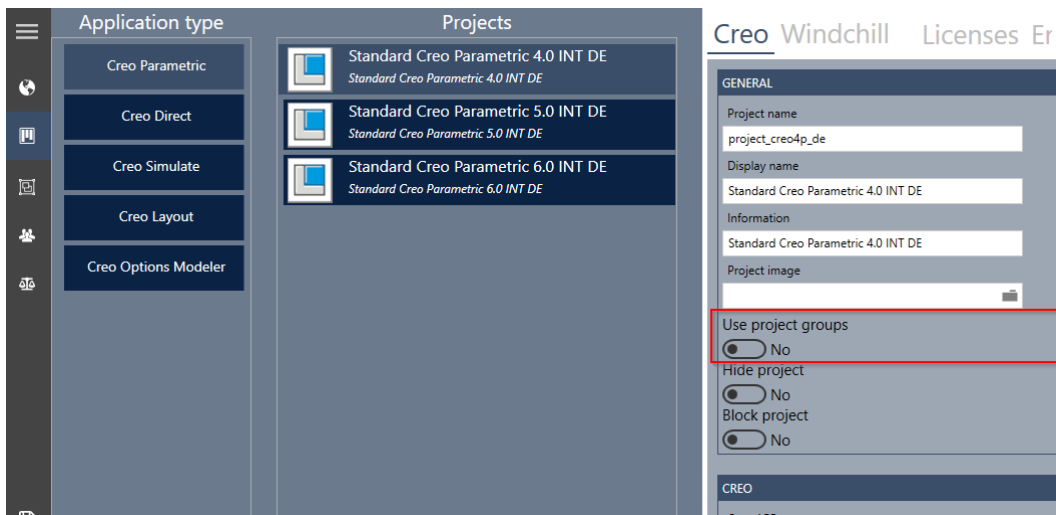 Application type
Creo Parametric
Creo Direct
Creo Simulate
Creo Layout
Creo Options Modeler
Projects
Standard Creo Parametric 4.0 INT DE
Standard Creo Parametric 4.0 INT DE
Standard Creo Parametric 5.0 INT DE
Standard Creo Parametric 5.0 INT DE
Standard Creo Parametric 6.0 INT DE
Standard Creo Parametric 6.0 INT DE
Creo Windchill Licenses Er
GENERAL
Project name
project_creo4p_de
Display name
Standard Creo Parametric 4.0 INT DE
Information
Standard Creo Parametric 4.0 INT DE
Project image
Use project groups
No
Hide project
No
Block project
No
CREO